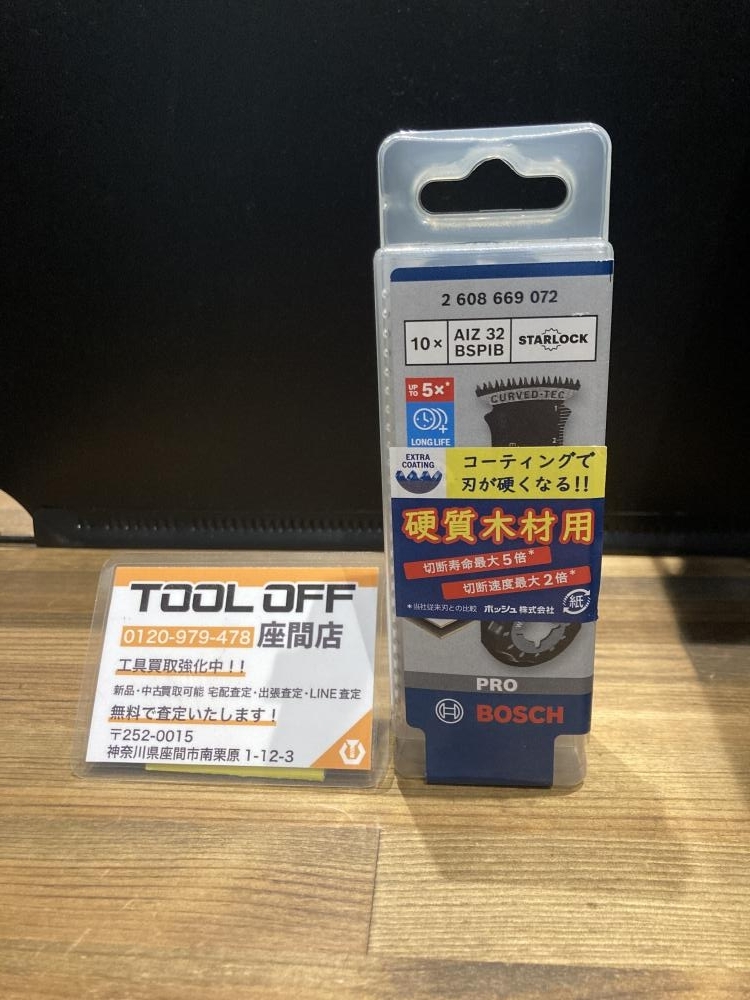 2 608 669 072
10× AIZ 32 BSPIB STARLOCK
UP TO 5×*
LONG LIFE
CURVED-TEC
1
2
EXTRA COATING
コーティングで
刃が硬くなる!!
硬質木材用
切断寿命最大5倍*
切断速度最大2倍*
*当社従来刃との比較 ボッシュ株式会社
紙
PRO
BOSCH
TOOL OFF
0120-979-478 座間店
工具買取強化中!!
新品・中古買取可能 宅配査定・出張査定・LINE査定
無料で査定いたします!
〒252-0015
神奈川県座間市南栗原 1-12-3